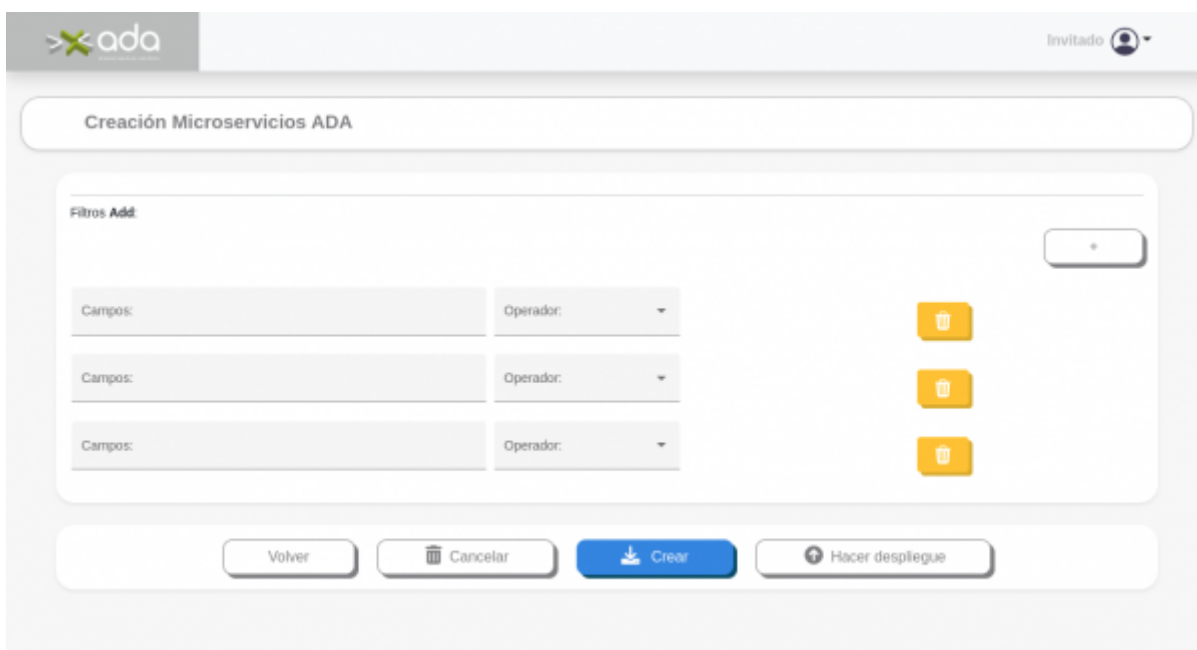 ada
Invitado
Creación Microservicios ADA
Filtros Add:
+
Campos:
Operador:
Campos:
Operador:
Campos:
Operador:
Volver
Cancelar
Crear
Hacer despliegue